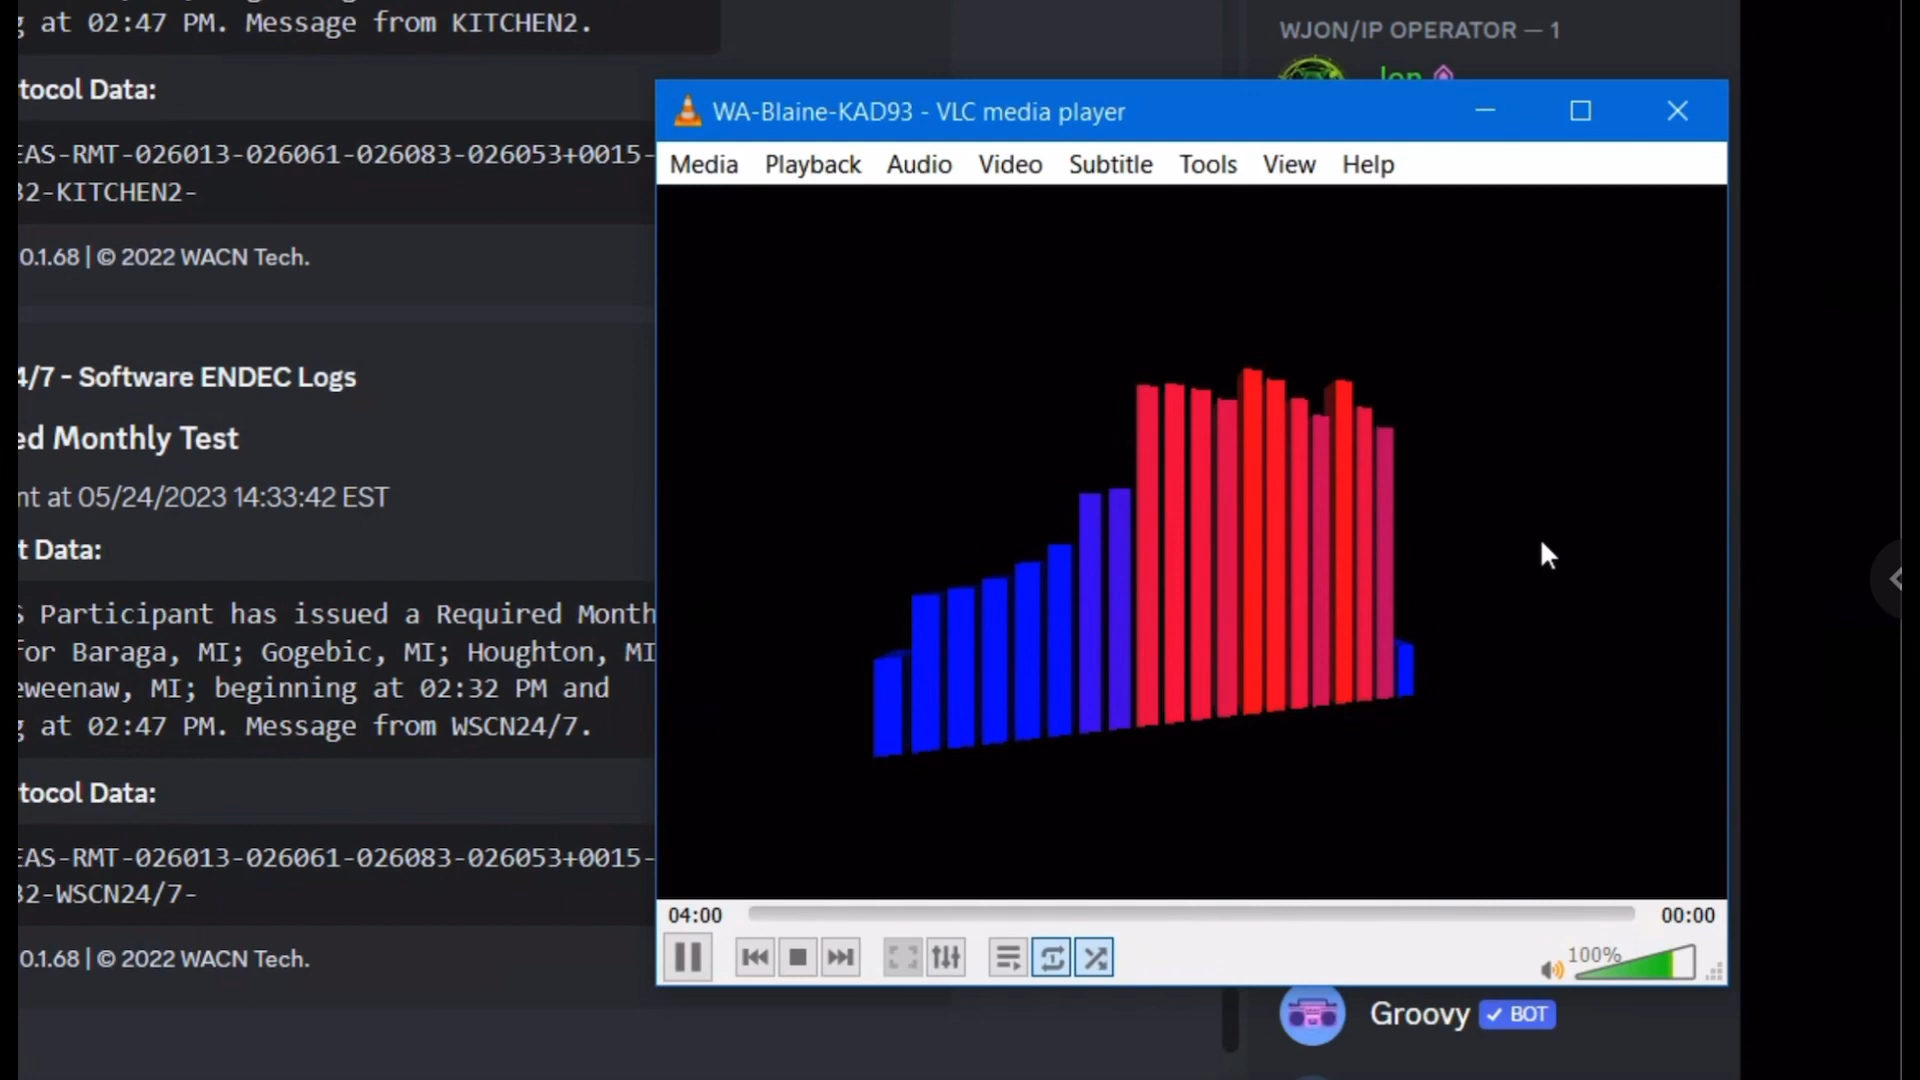 at 02:47 PM. Message from KITCHEN2.
tocol Data:
EAS-RMT-026013-026061-026083-026053+0015-
32-KITCHEN2-
0.1.68 | © 2022 WACN Tech.
4/7 - Software ENDEC Logs
ed Monthly Test
nt at 05/24/2023 14:33:42 EST
t Data:
S Participant has issued a Required Month
for Baraga, MI; Gogebic, MI; Houghton, MI
eweenaw, MI; beginning at 02:32 PM and
g at 02:47 PM. Message from WSCN24/7.
tocol Data:
EAS-RMT-026013-026061-026083-026053+0015-
32-WSCN24/7-
0.1.68 | © 2022 WACN Tech.
WJON/IP OPERATOR — 1
Jon
WA-Blaine-KAD93 - VLC media player
Media Playback Audio Video Subtitle Tools View Help
04:00 00:00
100%
Groovy ✓ BOT